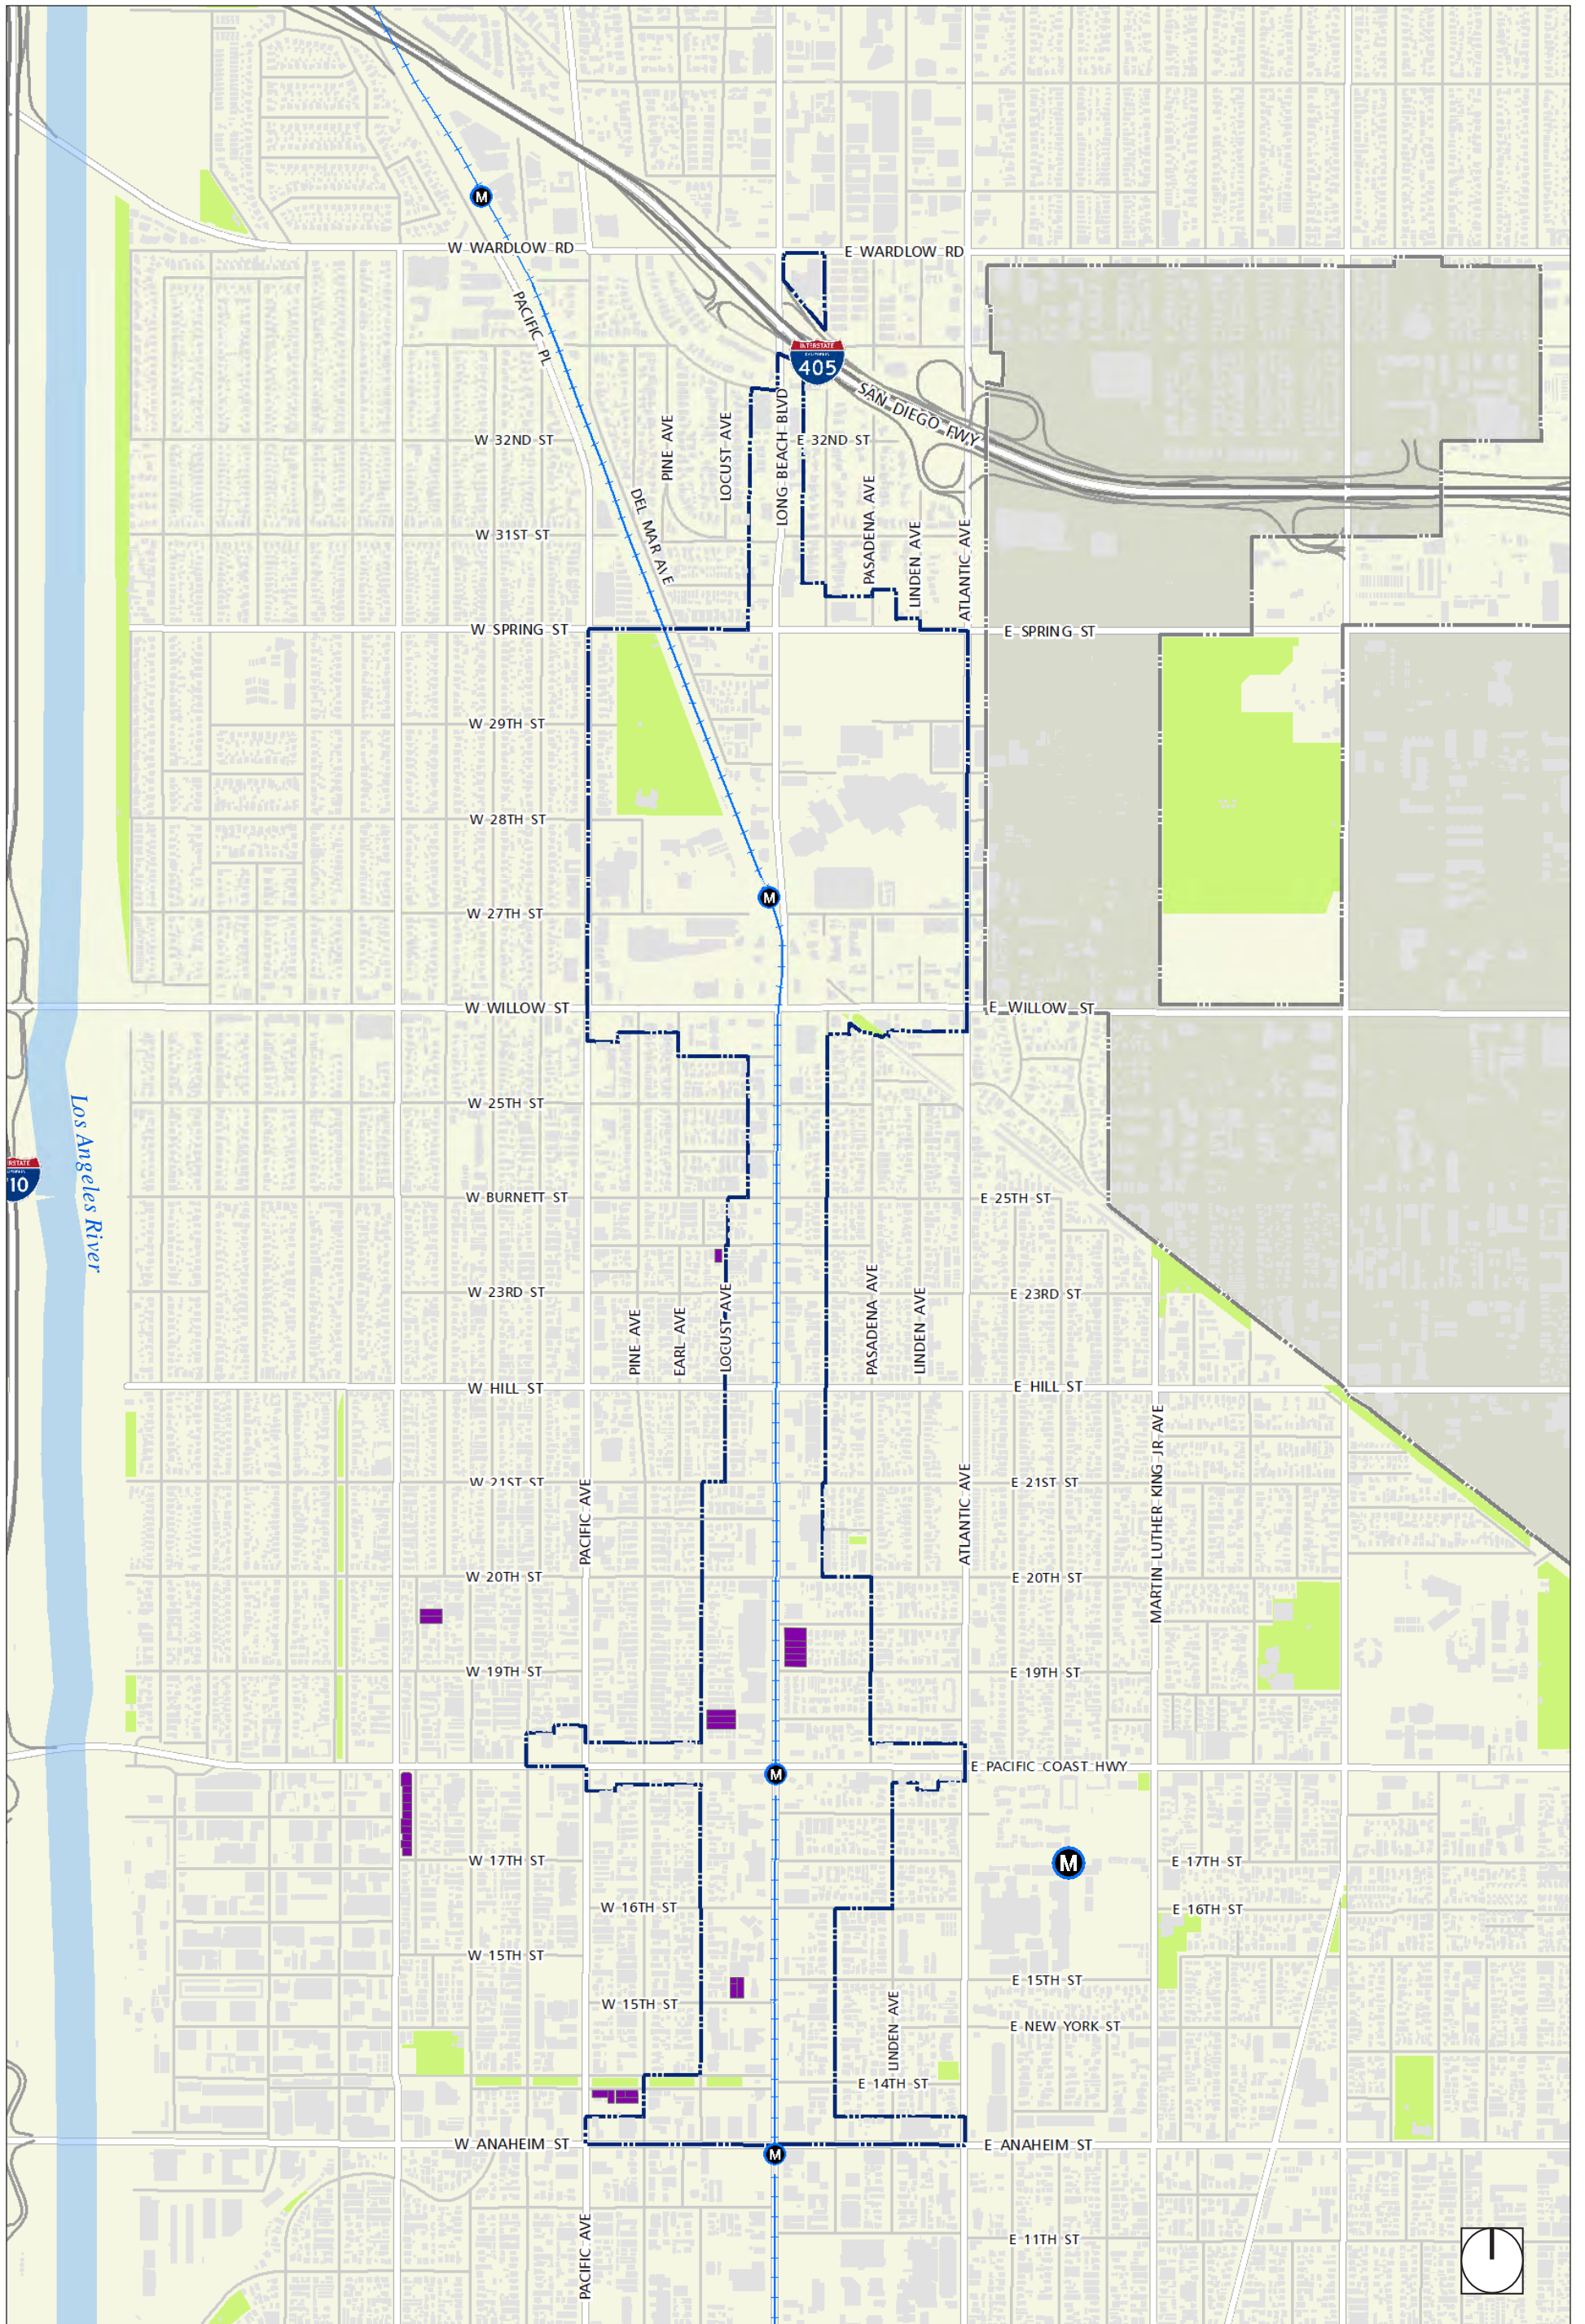 M
W WARDLOW RD
E WARDLOW RD
PACIFIC PL
INTERSTATE
CALIFORNIA
405
SAN DIEGO FWY
PINE AVE
LOCUST AVE
LONG BEACH BLVD
W 32ND ST
E 32ND ST
DEL MAR AVE
PASADENA AVE
LINDEN AVE
ATLANTIC AVE
W 31ST ST
W SPRING ST
E SPRING ST
W 29TH ST
W 28TH ST
M
W 27TH ST
W WILLOW ST
E WILLOW ST
Los Angeles River
W 25TH ST
RSTATE
10
W BURNETT ST
E 25TH ST
W 23RD ST
E 23RD ST
PINE AVE
EARL AVE
LOCUST AVE
PASADENA AVE
LINDEN AVE
W HILL ST
E HILL ST
MARTIN LUTHER KING JR AVE
W 21ST ST
E 21ST ST
PACIFIC AVE
ATLANTIC AVE
W 20TH ST
E 20TH ST
W 19TH ST
E 19TH ST
M
E PACIFIC COAST HWY
W 17TH ST
M
E 17TH ST
W 16TH ST
E 16TH ST
W 15TH ST
E 15TH ST
W 15TH ST
LINDEN AVE
E NEW YORK ST
E 14TH ST
W ANAHEIM ST
M
E ANAHEIM ST
PACIFIC AVE
E 11TH ST